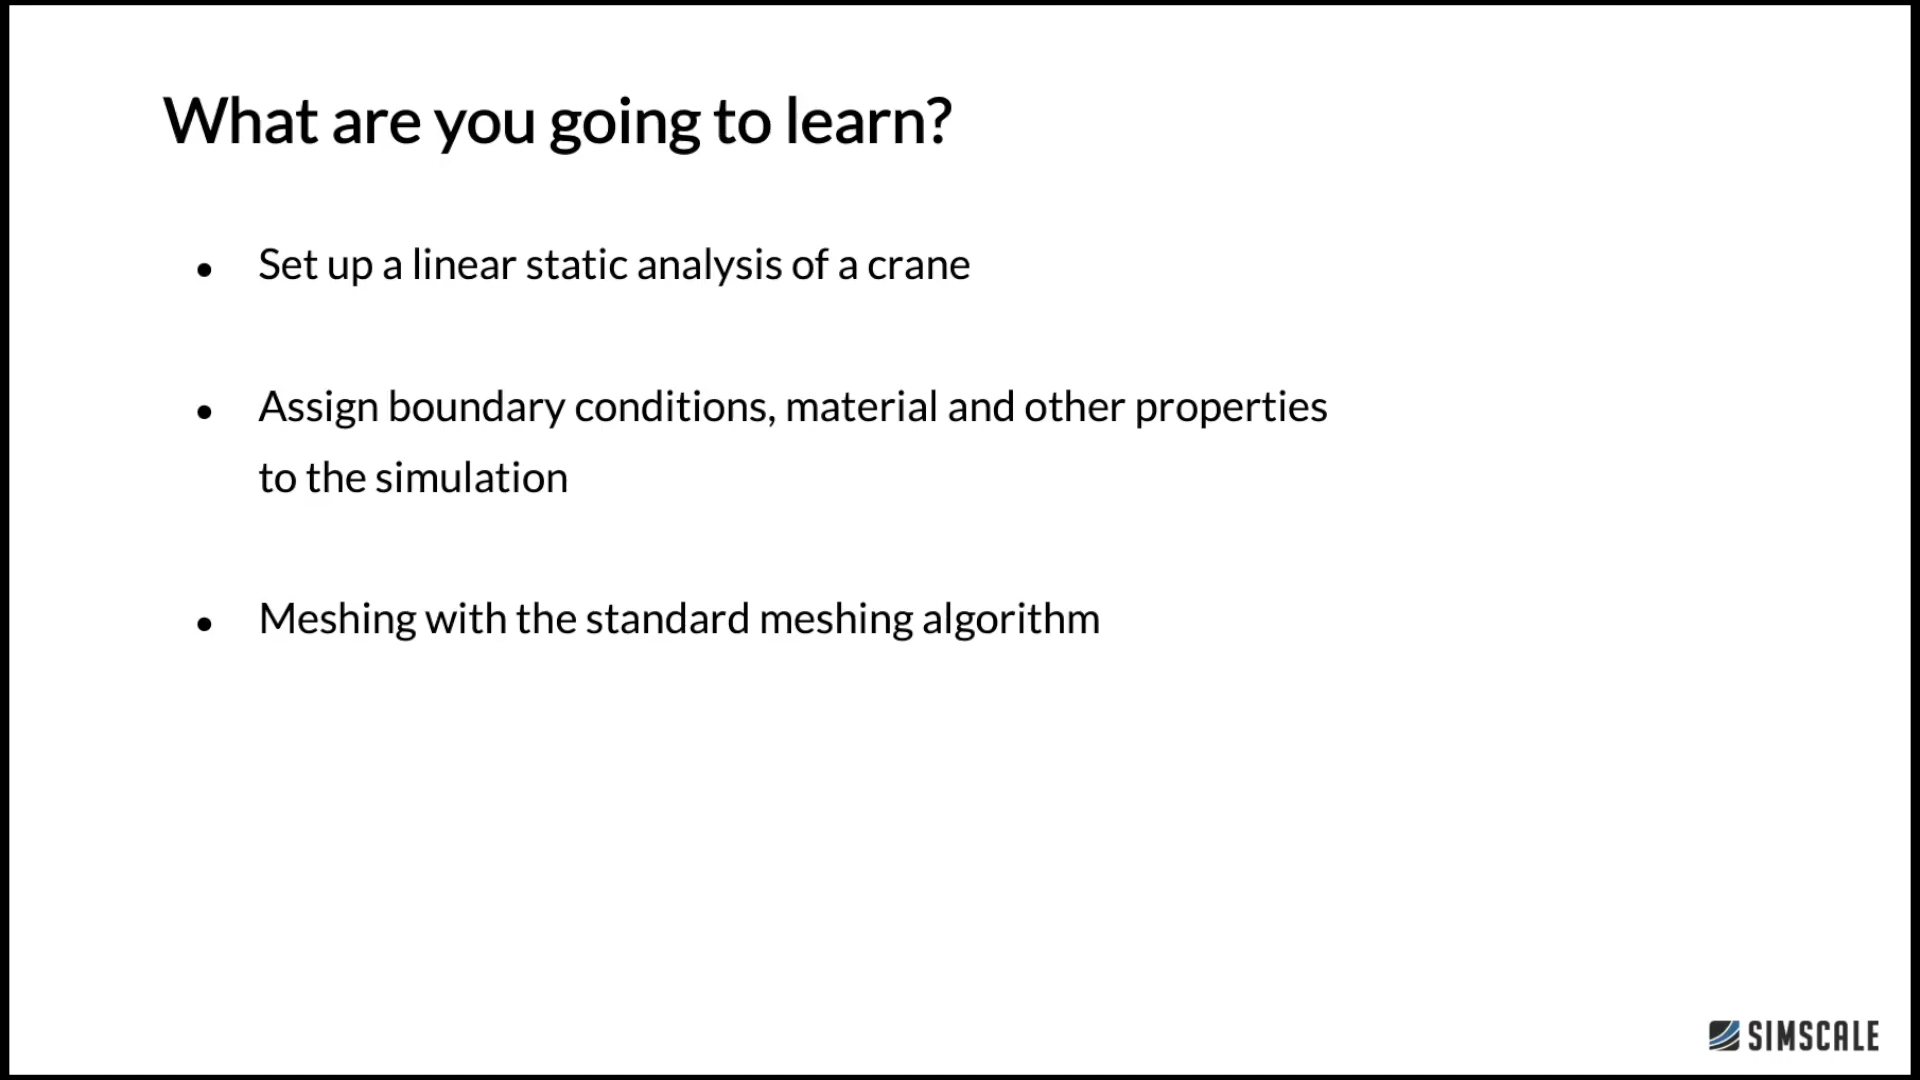 What are you going to learn?
● Set up a linear static analysis of a crane
● Assign boundary conditions, material and other properties
to the simulation
● Meshing with the standard meshing algorithm
SIMSCALE